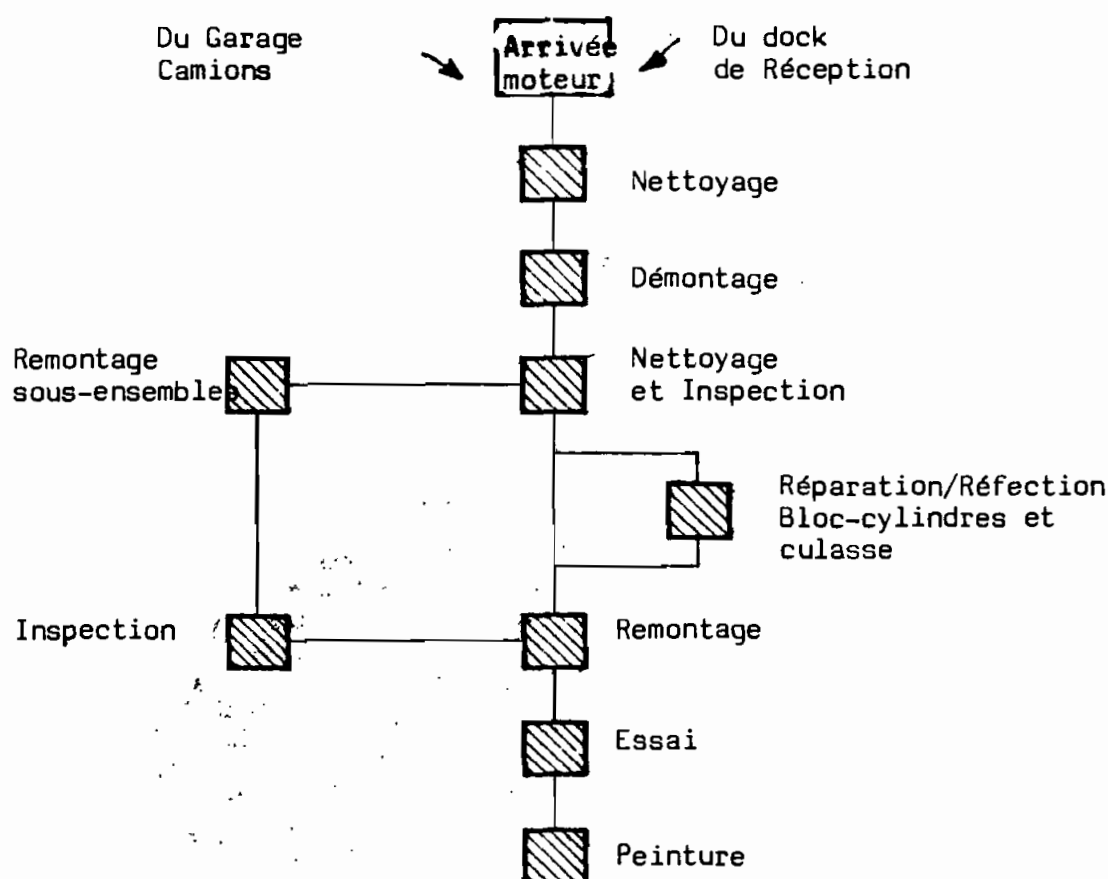 Du Garage
Camions
Arrivée
moteur
Du dock
de Réception
Nettoyage
Démontage
Remontage
sous-ensembles
Nettoyage
et Inspection
Réparation/Réfection
Bloc-cylindres et
culasse
Inspection
Remontage
Essai
Peinture